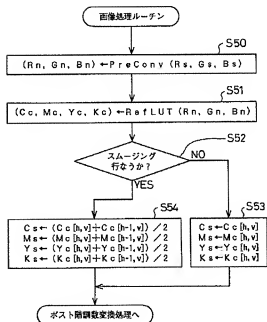 画像処理ルーチン
S50
(Rn, Gn, Bn) ←PreConv (Rs, Gs, Bs)
S51
(Cc, Mc, Yc, Kc) ←RefLUT (Rn, Gn, Bn)
S52
スムージング
行なうか？
NO
YES
S54
S53
Cs← (Cc[h,v]+Cc[h-1,v]) /2
Ms← (Mc[h,v]+Mc[h-1,v]) /2
Ys← (Yc[h,v]+Yc[h-1,v]) /2
Ks← (Kc[h,v]+Kc[h-1,v]) /2
Cs←Cc[h,v]
Ms←Mc[h,v]
Ys←Yc[h,v]
Ks←Kc[h,v]
ポスト階調数変換処理へ